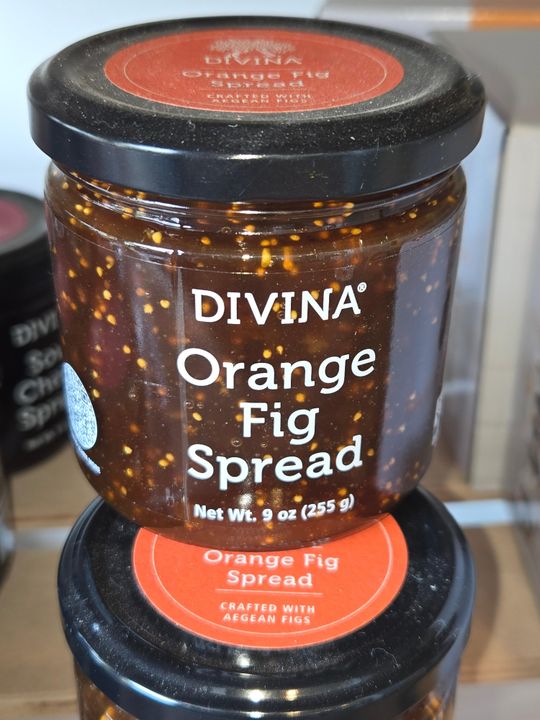 DIVINA
Orange Fig
Spread
CRAFTED WITH
AEGEAN FIGS
DIVINA®
Orange
Fig
Spread
Net Wt. 9 oz (255 g)
Orange Fig
Spread
CRAFTED WITH
AEGEAN FIGS